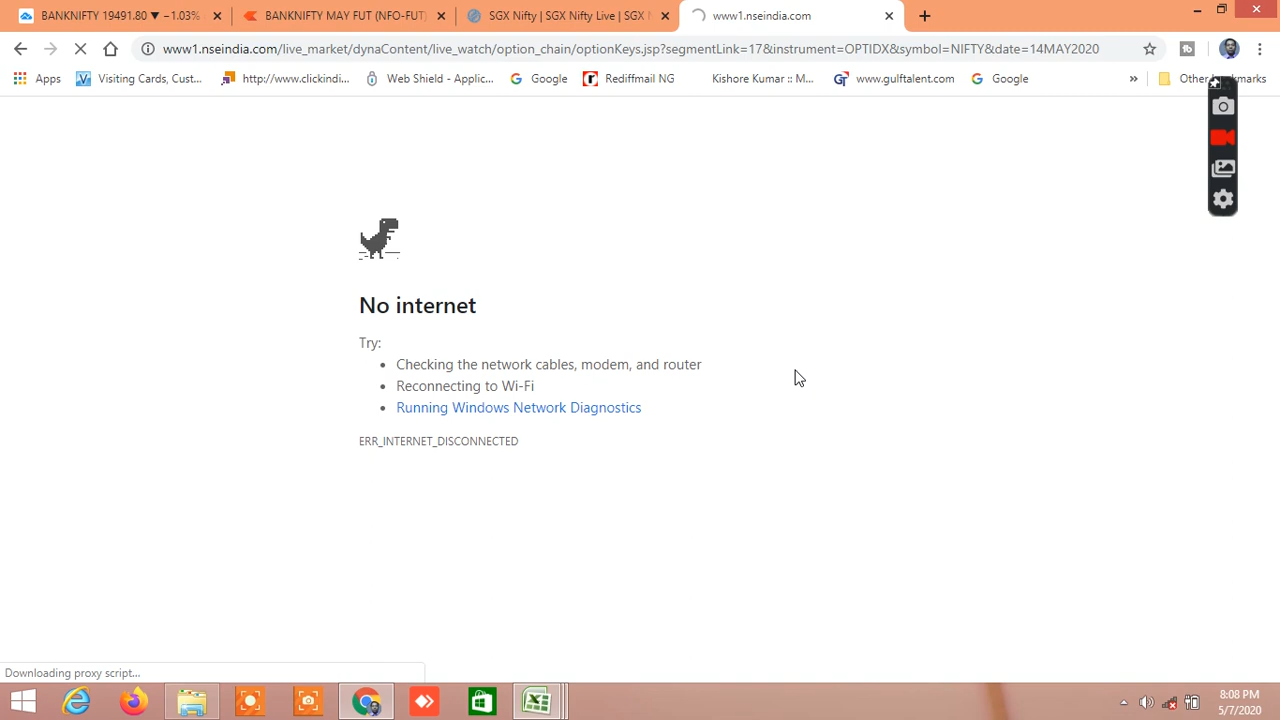 BANKNIFTY 19491.80 ▼ −1.03%
BANKNIFTY MAY FUT (NFO-FUT)
SGX Nifty | SGX Nifty Live | SGX
www1.nseindia.com
www1.nseindia.com/live_market/dynaContent/live_watch/option_chain/optionKeys.jsp?segmentLink=17&instrument=OPTIDX&symbol=NIFTY&date=14MAY2020
Apps
Visiting Cards, Cust...
http://www.clickindi...
Web Shield - Applic...
Google
Rediffmail NG
Kishore Kumar :: M...
www.gulftalent.com
Google
»
Other bookmarks
No internet
Try:
• Checking the network cables, modem, and router
• Reconnecting to Wi-Fi
• Running Windows Network Diagnostics
ERR_INTERNET_DISCONNECTED
Downloading proxy script...
8:08 PM
5/7/2020